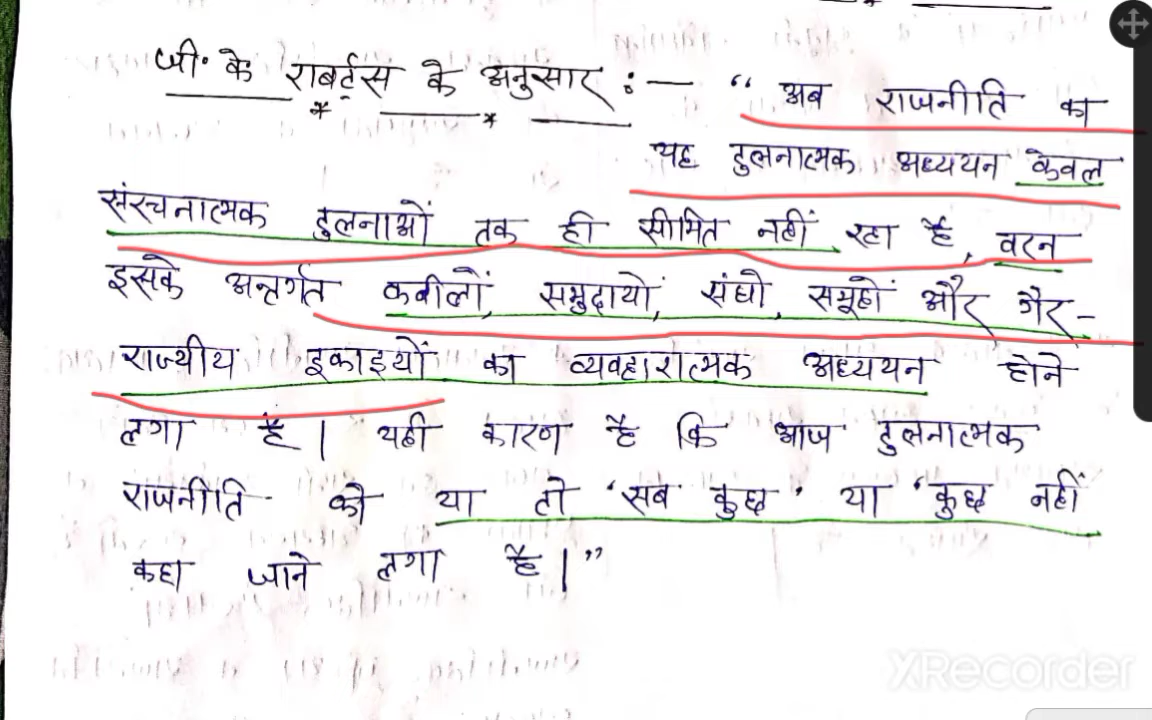 जी. के राबर्ट्स के अनुसार :— “ अब राजनीति का
यह तुलनात्मक अध्ययन केवल
संरचनात्मक तुलनाओं तक ही सीमित नहीं रहा है, वरन
इसके अन्तर्गत कबीलों, समुदायों, संघो, समूहों और गैर-
राज्यीय इकाइयों का व्यवहारात्मक अध्ययन होने
लगा है। यही कारण है कि आज तुलनात्मक
राजनीति को या तो ‘सब कुछ’ या ‘कुछ नहीं
कहा जाने लगा है।”
XRecorder